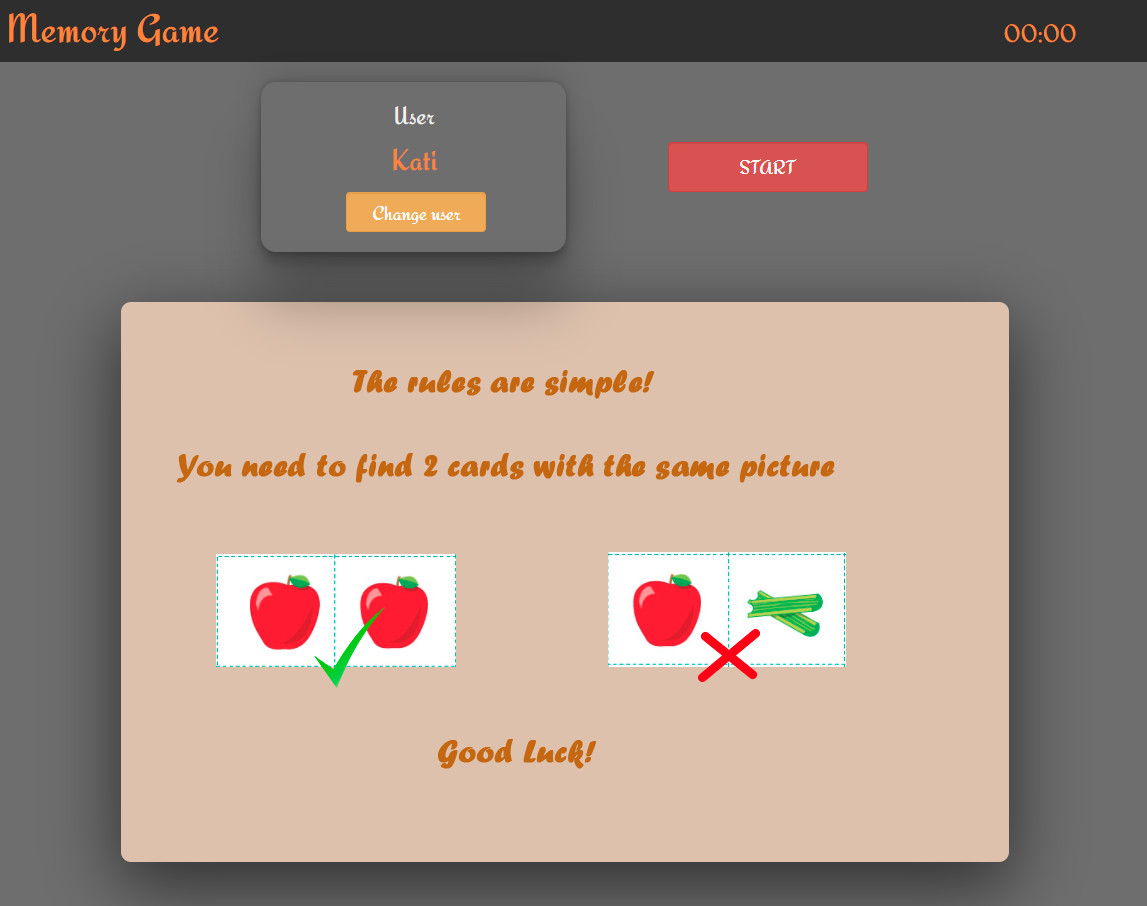 Memory Game
00:00
User
Kati
Change user
START
The rules are simple!
You need to find 2 cards with the same picture
Good Luck!